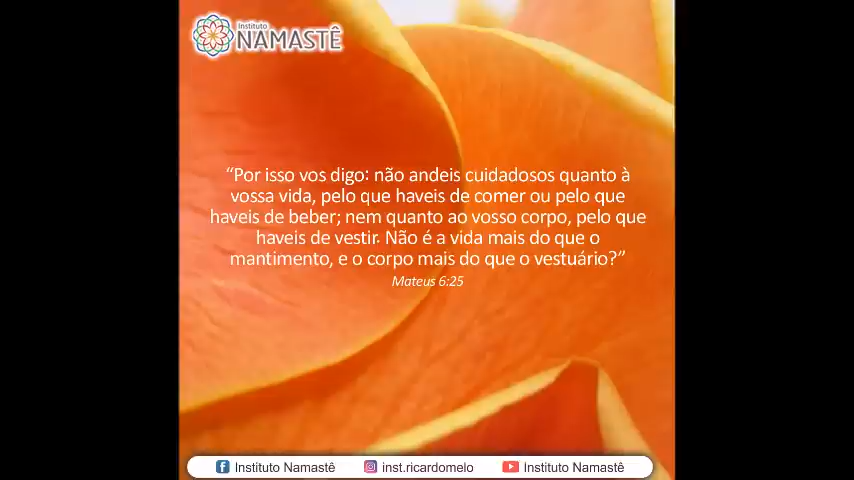 Instituto
NAMASTÊ
“Por isso vos digo: não andeis cuidadosos quanto à
vossa vida, pelo que haveis de comer ou pelo que
haveis de beber; nem quanto ao vosso corpo, pelo que
haveis de vestir. Não é a vida mais do que o
mantimento, e o corpo mais do que o vestuário?”
Mateus 6:25
Instituto Namastê inst.ricardomelo Instituto Namastê